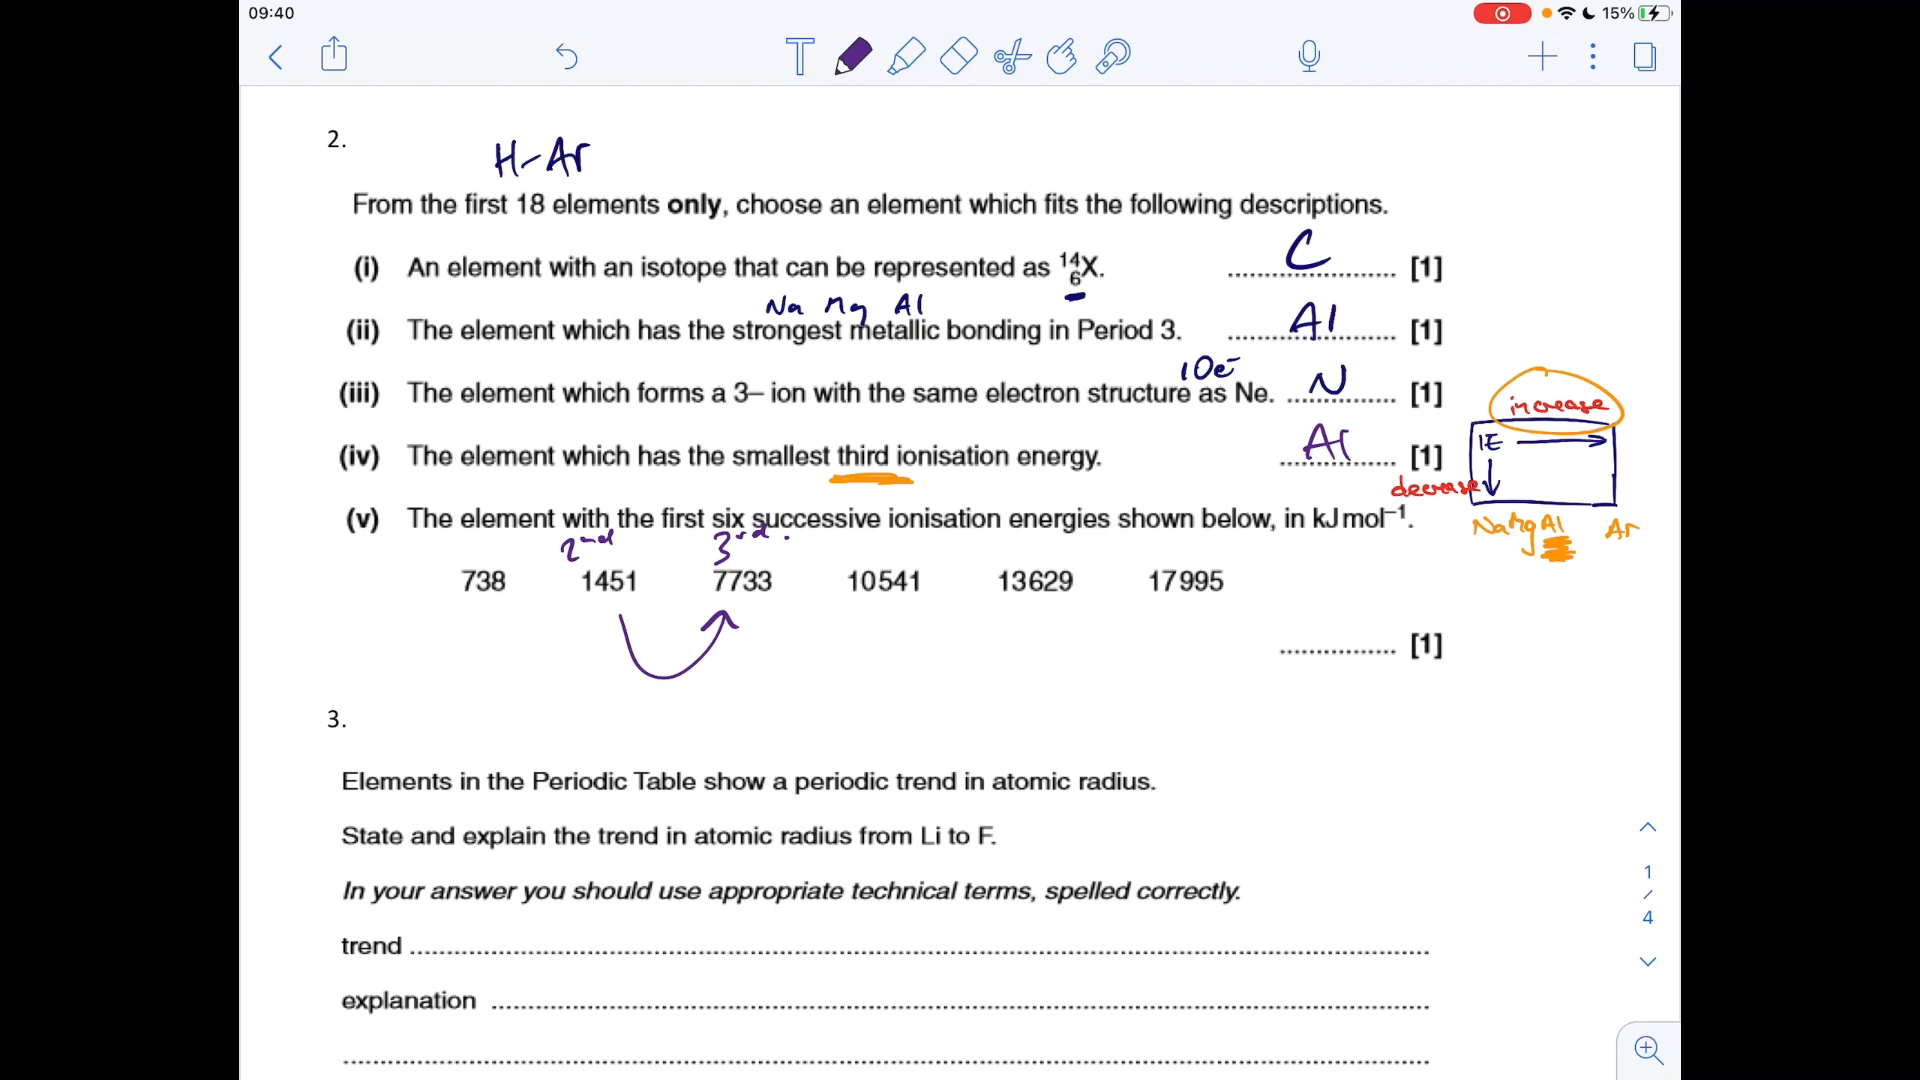 09:40
15%
2.
H-Ar
From the first 18 elements only, choose an element which fits the following descriptions.
(i) An element with an isotope that can be represented as ¹⁴₆X. C [1]
Na Mg Al
(ii) The element which has the strongest metallic bonding in Period 3. Al [1]
10e⁻
(iii) The element which forms a 3– ion with the same electron structure as Ne. N [1]
increase
IE
(iv) The element which has the smallest third ionisation energy. Al [1]
decrease
Na Mg Al Ar
(v) The element with the first six successive ionisation energies shown below, in kJ mol⁻¹.
2nd 3rd.
738 1451 7733 10541 13629 17995
[1]
3.
Elements in the Periodic Table show a periodic trend in atomic radius.
State and explain the trend in atomic radius from Li to F.
In your answer you should use appropriate technical terms, spelled correctly.
trend
explanation
1
/
4